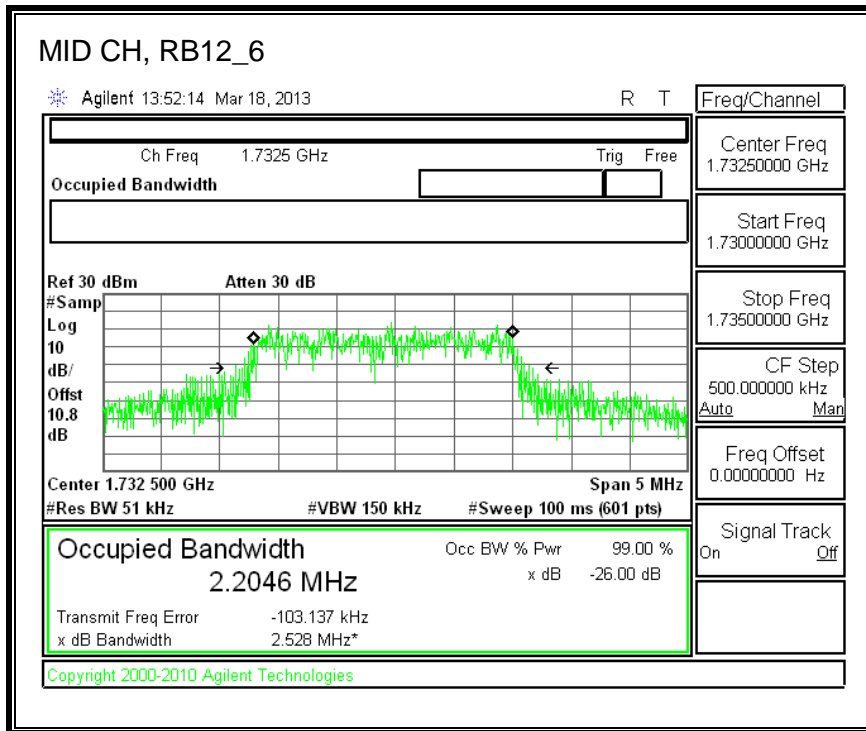 MID CH, RB12_6
Agilent 13:52:14 Mar 18, 2013 R T
Ch Freq 1.7325 GHz Trig Free
Occupied Bandwidth
Ref 30 dBm Atten 30 dB
#Samp
Log
10
dB/
Offst
10.8
dB
Center 1.732 500 GHz Span 5 MHz
#Res BW 51 kHz #VBW 150 kHz #Sweep 100 ms (601 pts)
Occupied Bandwidth Occ BW % Pwr 99.00 %
2.2046 MHz x dB -26.00 dB
Transmit Freq Error -103.137 kHz
x dB Bandwidth 2.528 MHz*
Copyright 2000-2010 Agilent Technologies
Freq/Channel
Center Freq
1.73250000 GHz
Start Freq
1.73000000 GHz
Stop Freq
1.73500000 GHz
CF Step
500.000000 kHz
Auto Man
Freq Offset
0.00000000 Hz
Signal Track
On Off